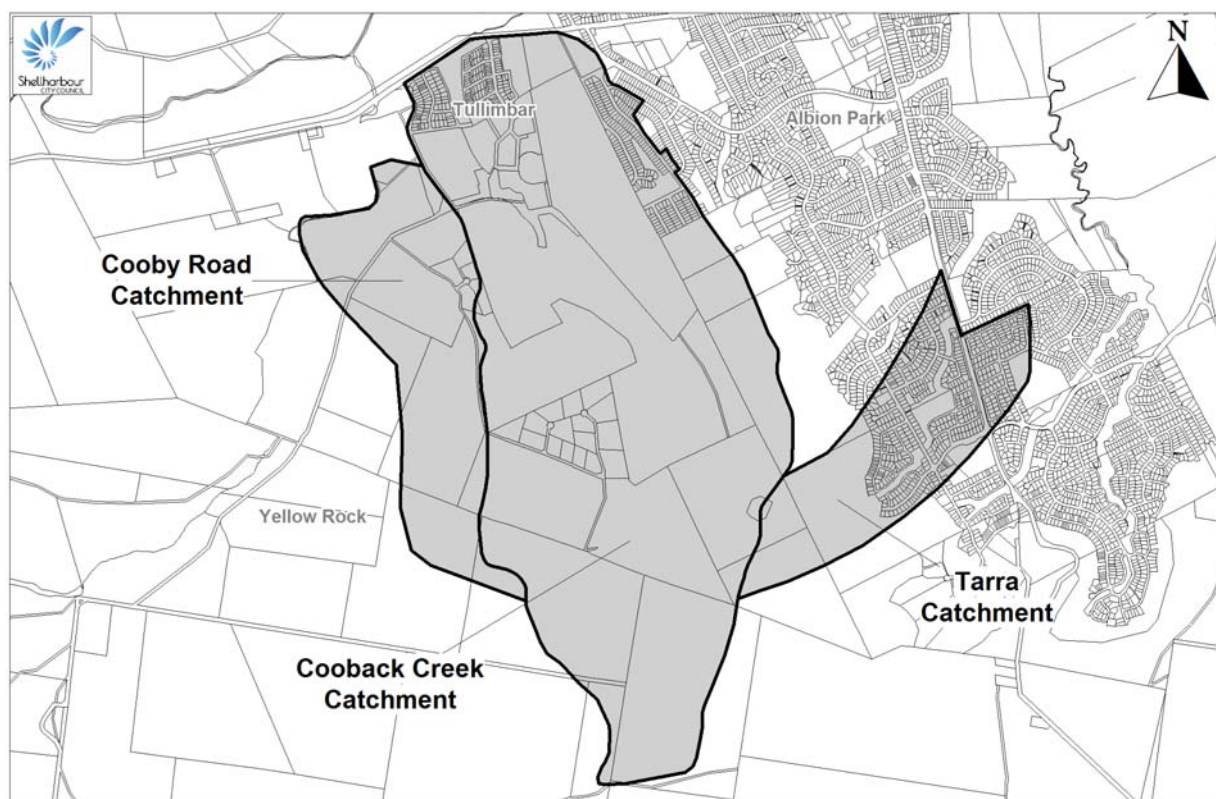 Shellharbour
CITY COUNCIL
N
Tullimbar
Albion Park
Cooby Road
Catchment
Yellow Rock
Tarra
Catchment
Cooback Creek
Catchment